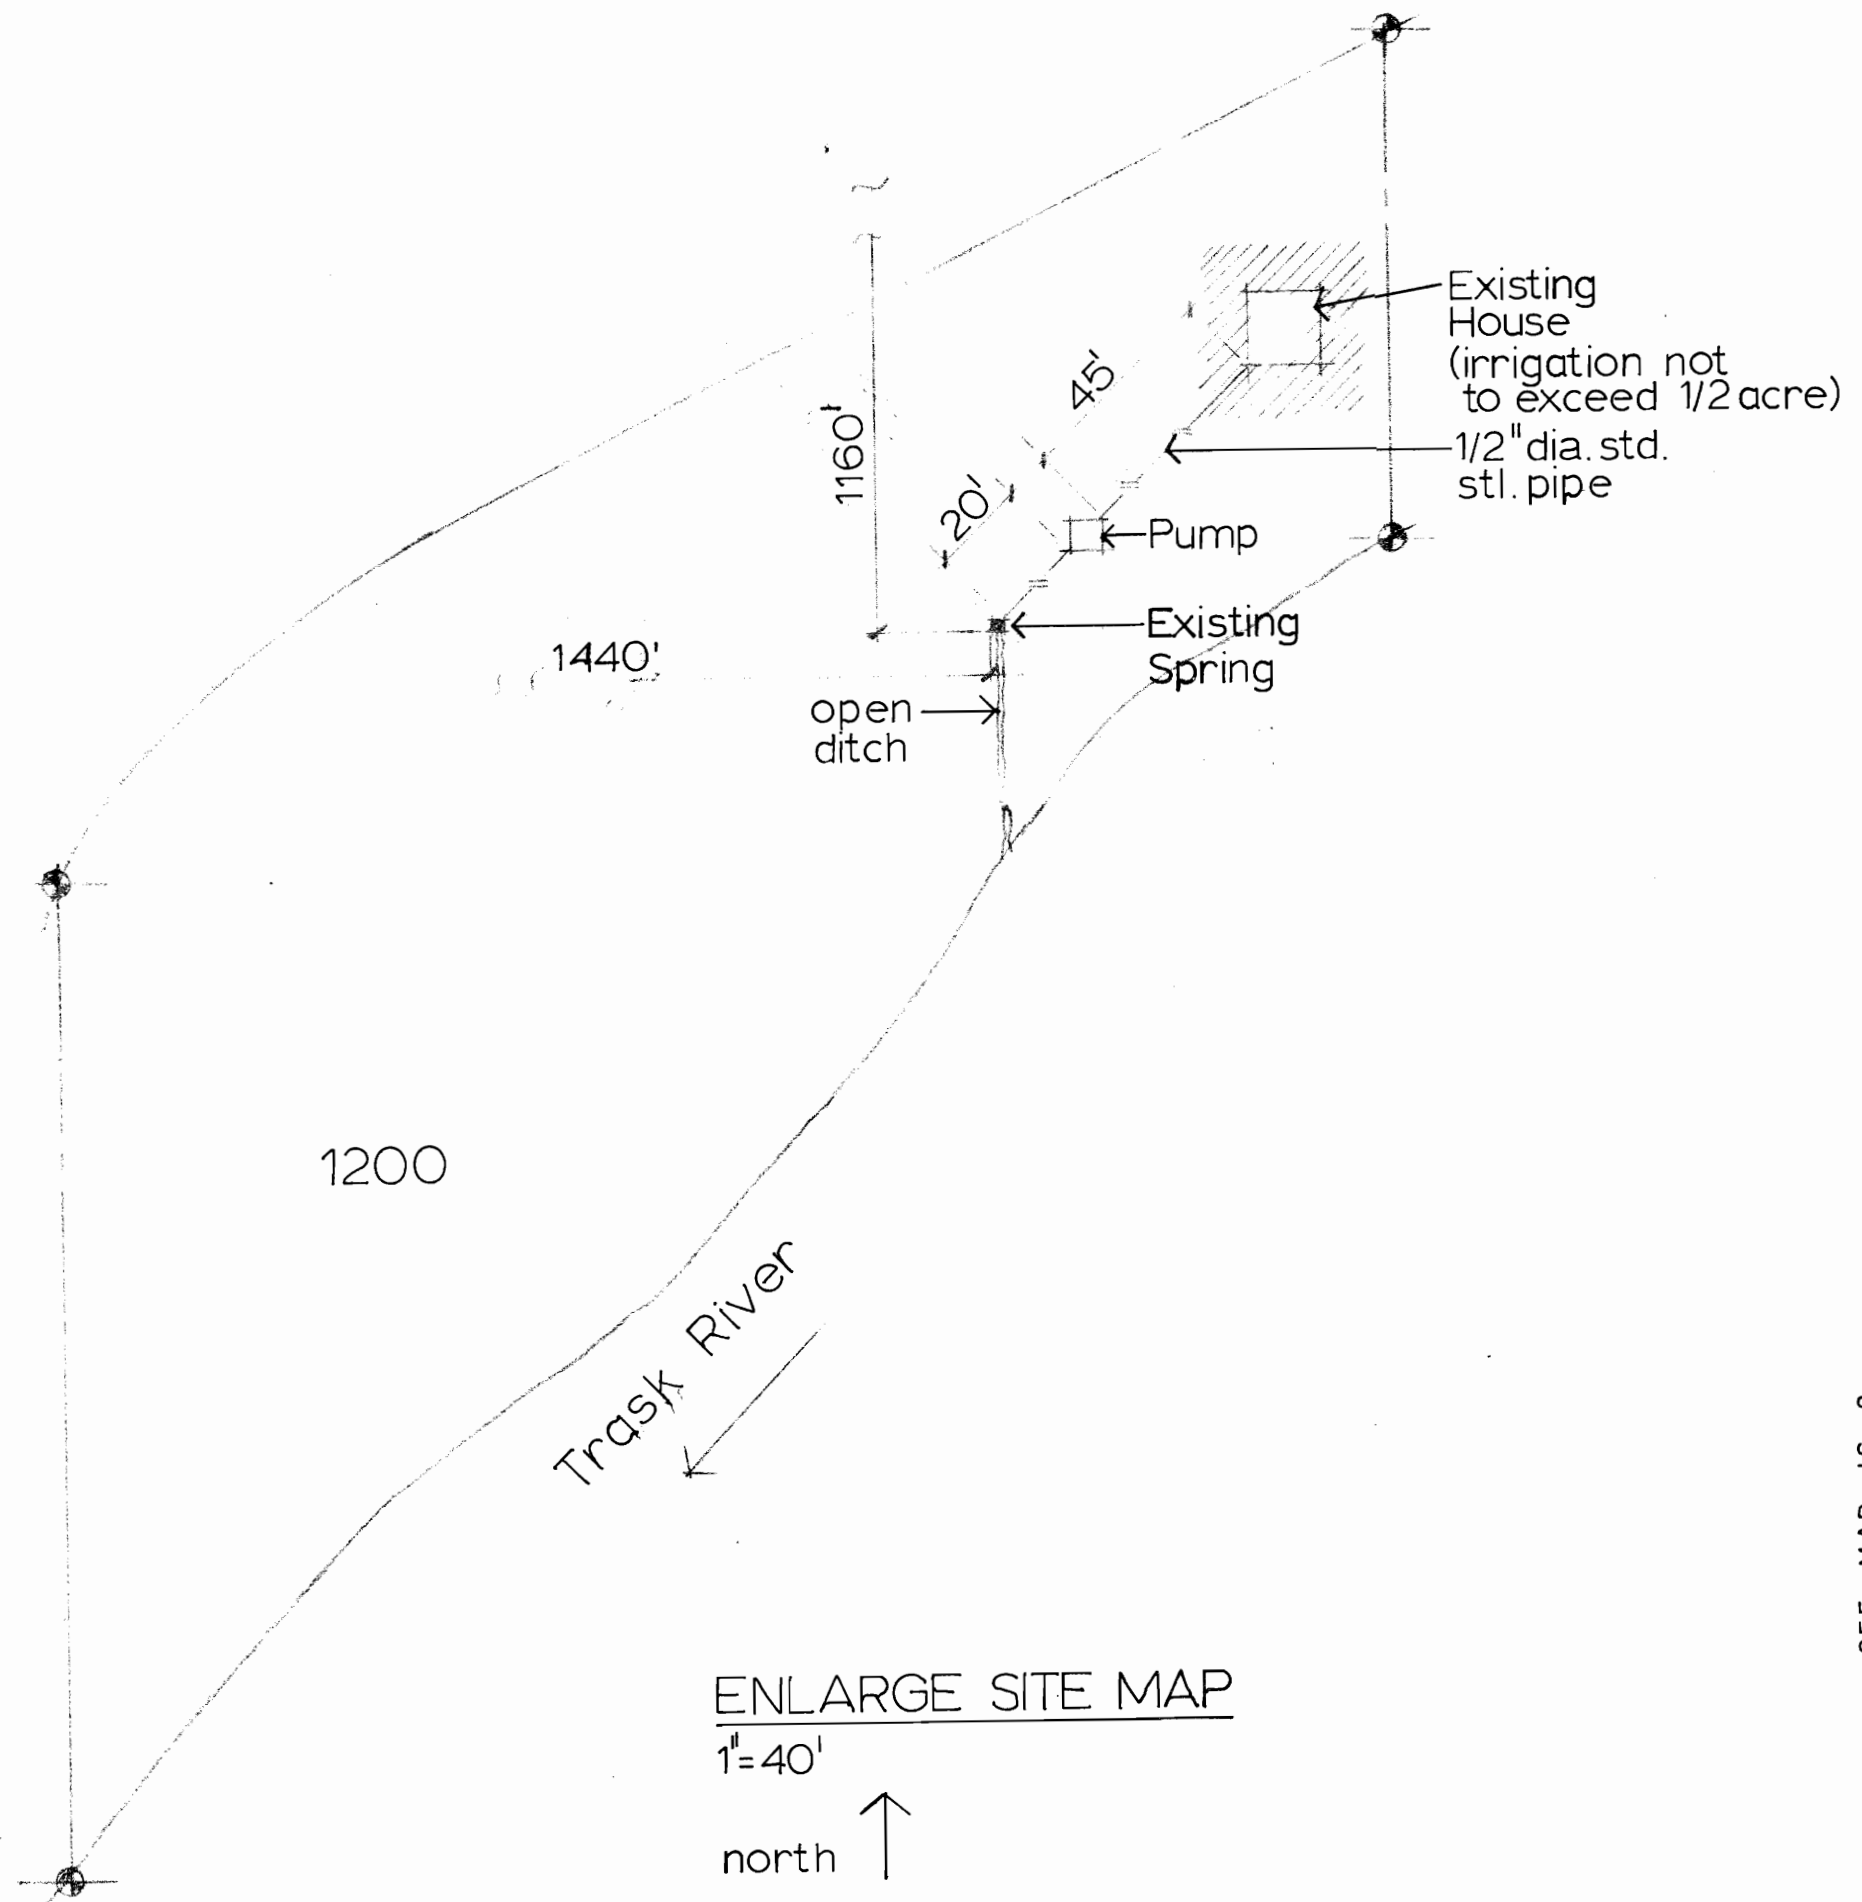 Existing
House
(irrigation not
to exceed 1/2 acre)
45'
1160'
1/2" dia. std.
stl. pipe
20'
Pump
Existing
Spring
1440'
open
ditch
1200
Trask River
ENLARGE SITE MAP
1"=40'
north